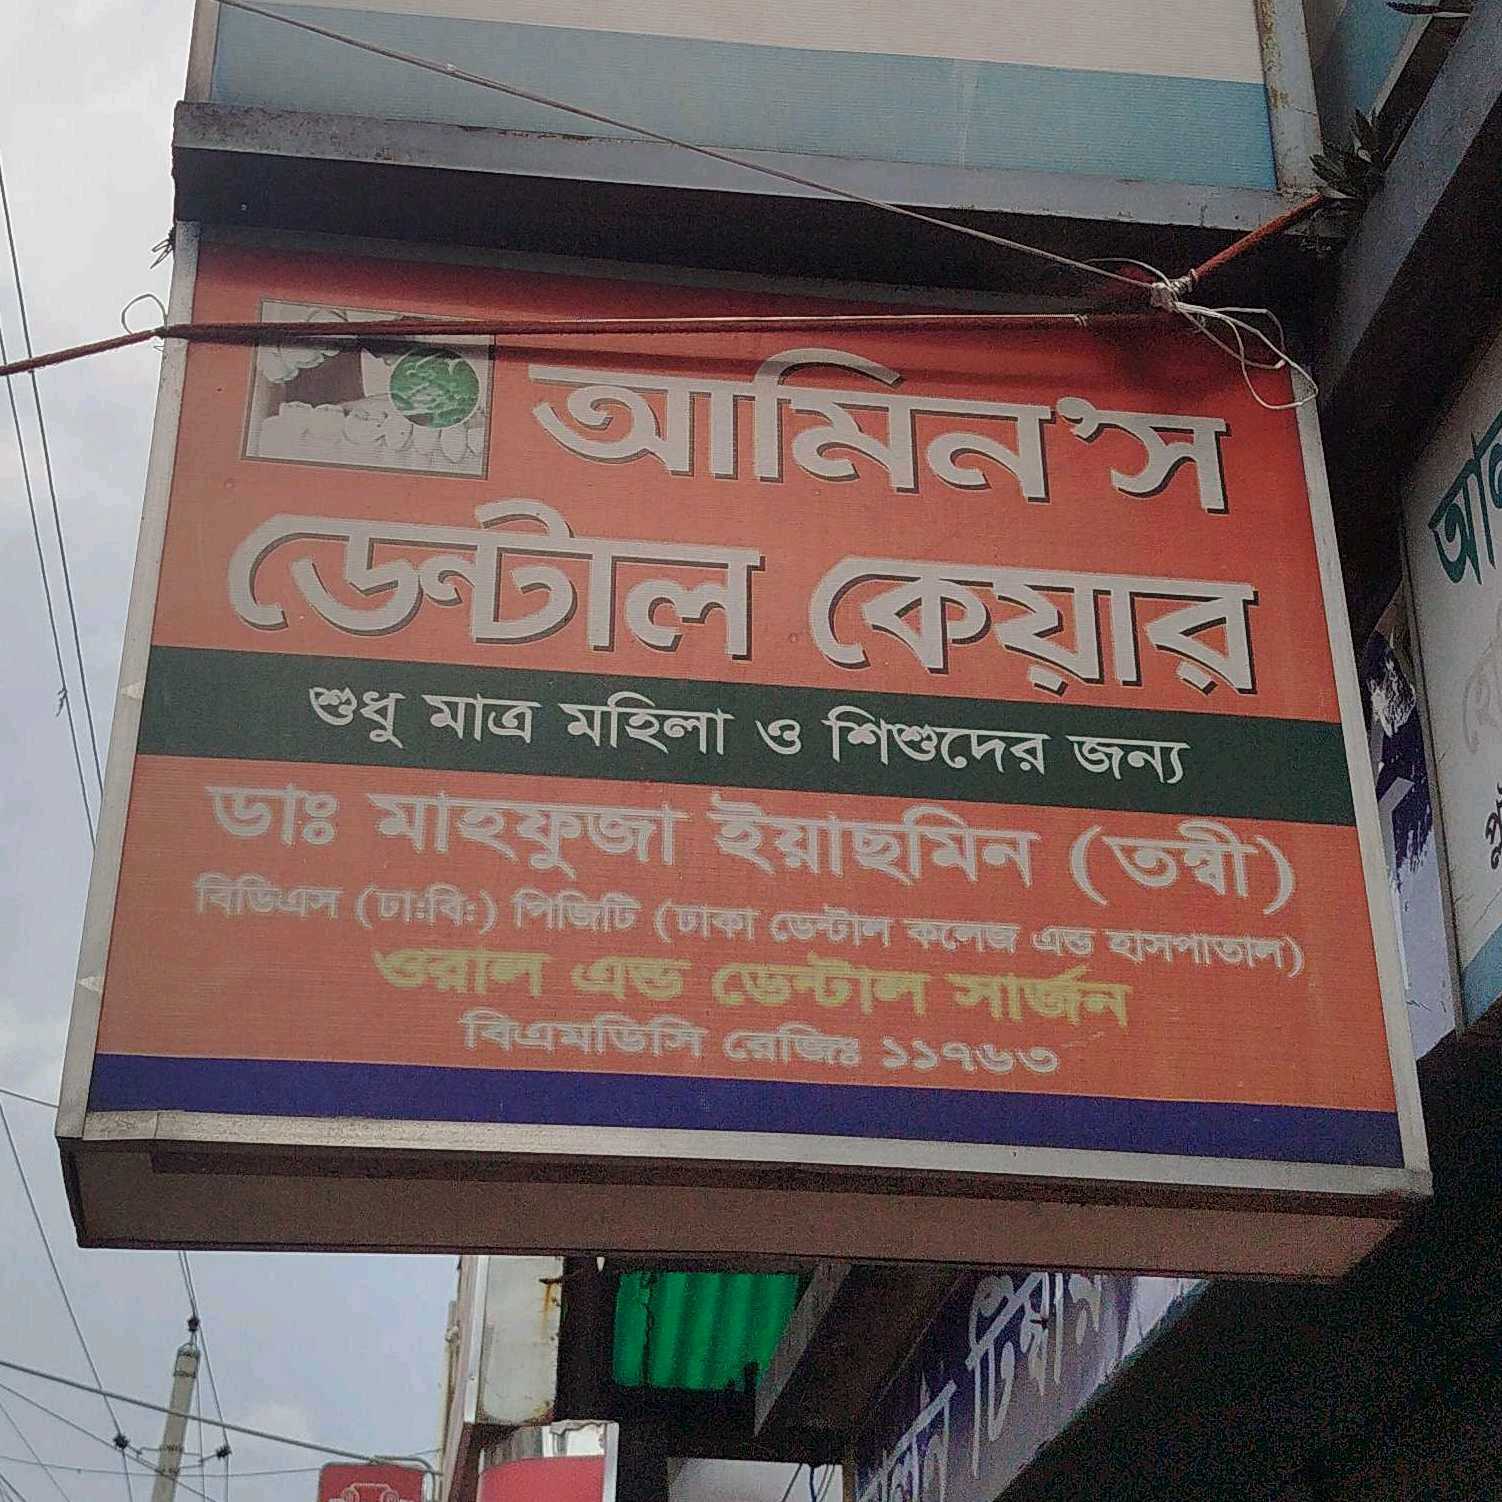 আমিন'স
ডেন্টাল কেয়ার
শুধু মাত্র মহিলা ও শিশুদের জন্য
ডাঃ মাহফুজা ইয়াছমিন (তন্বী)
বিডিএস (ঢা:বি:) পিজিটি (ঢাকা ডেন্টাল কলেজ এন্ড হাসপাতাল)
ওরাল এন্ড ডেন্টাল সার্জন
বিএমডিসি রেজিঃ ১১৭৬৩